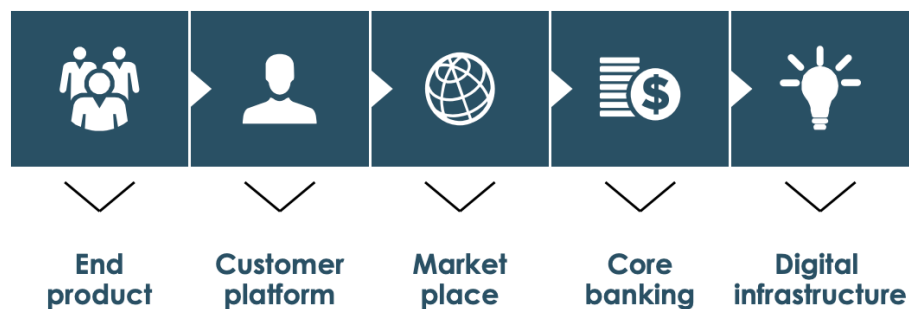 End
product
Customer
platform
Market
place
$
Core
banking
Digital
infrastructure